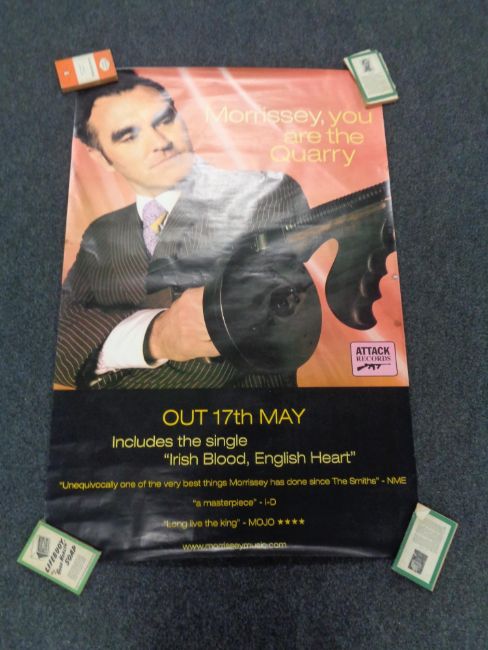 Morrissey, you
are the
Quarry
ATTACK
RECORDS
OUT 17th MAY
Includes the single
"Irish Blood, English Heart"
"Unequivocally one of the very best things Morrissey has done since The Smiths" - NME
"a masterpiece" - i-D
"Long live the king" - MOJO ★★★★
www.morrisseymusic.com
LIFEBUOY
SOAP